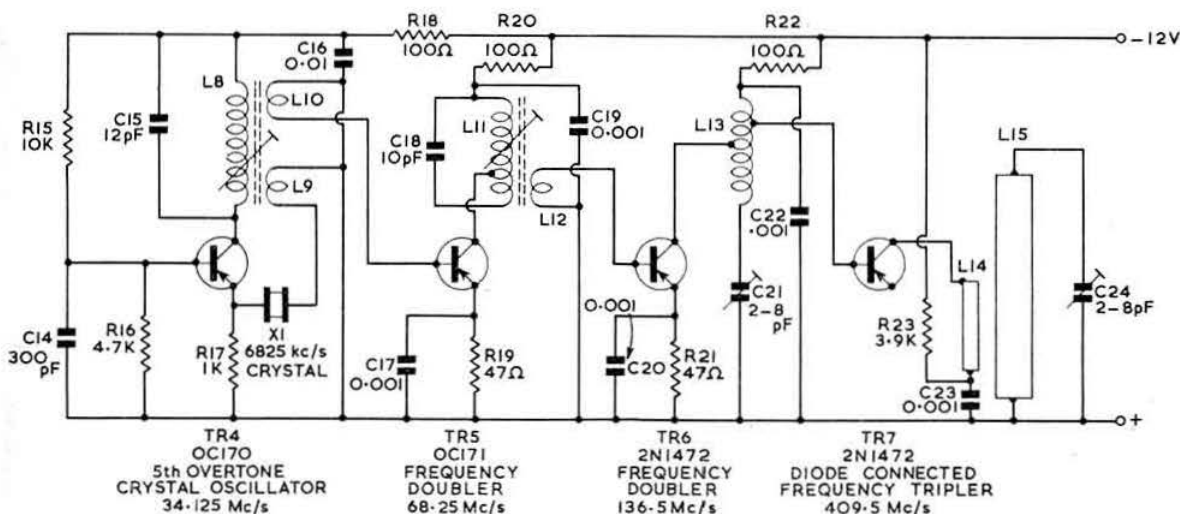 R18
100Ω
R20
100Ω
R22
100Ω
−12V
C16
0·01
L8
L10
R15
10K
C15
12pF
L9
L11
C18
10pF
C19
0·001
L12
L13
C22
·001
L15
L14
C14
300
pF
R16
4.7K
R17
1K
X1
6825 kc/s
CRYSTAL
C17
0·001
R19
47Ω
0·001
C20
R21
47Ω
C21
2-8
pF
R23
3.9K
C23
0·001
C24
2-8pF
+
TR4
OC170
5th OVERTONE
CRYSTAL OSCILLATOR
34·125 Mc/s
TR5
OC171
FREQUENCY
DOUBLER
68·25 Mc/s
TR6
2N1472
FREQUENCY
DOUBLER
136·5 Mc/s
TR7
2N1472
DIODE CONNECTED
FREQUENCY TRIPLER
409·5 Mc/s